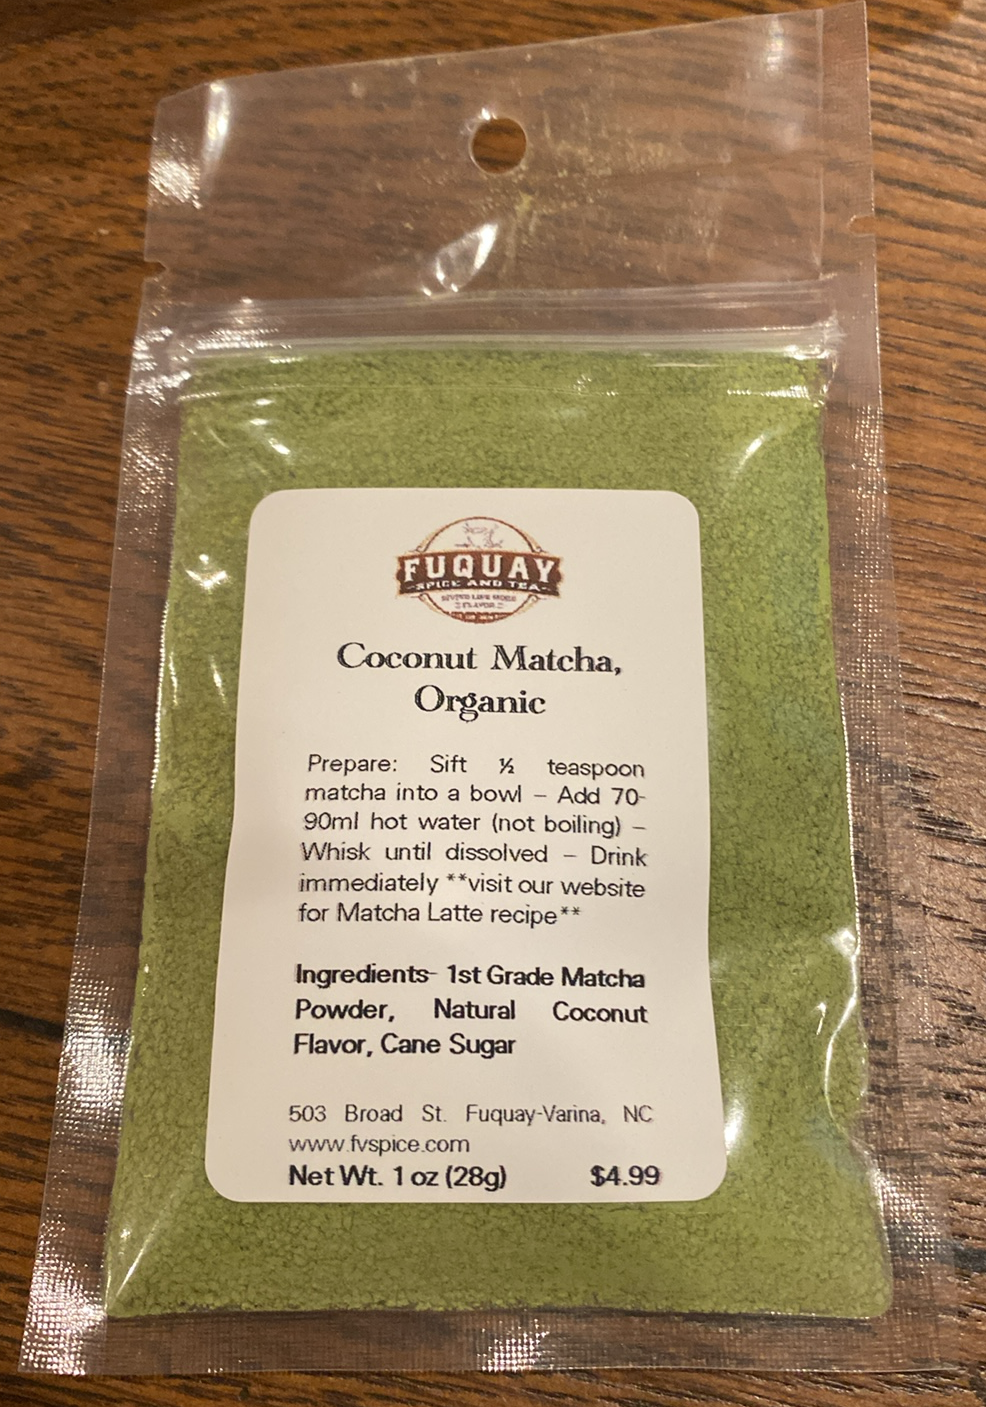 FUQUAY
SPICE AND TEA
Coconut Matcha,
Organic
Prepare: Sift ½ teaspoon
matcha into a bowl – Add 70-
90ml hot water (not boiling) –
Whisk until dissolved – Drink
immediately **visit our website
for Matcha Latte recipe**
Ingredients- 1st Grade Matcha
Powder, Natural Coconut
Flavor, Cane Sugar
503 Broad St. Fuquay-Varina, NC
www.fvspice.com
Net Wt. 1 oz (28g) $4.99